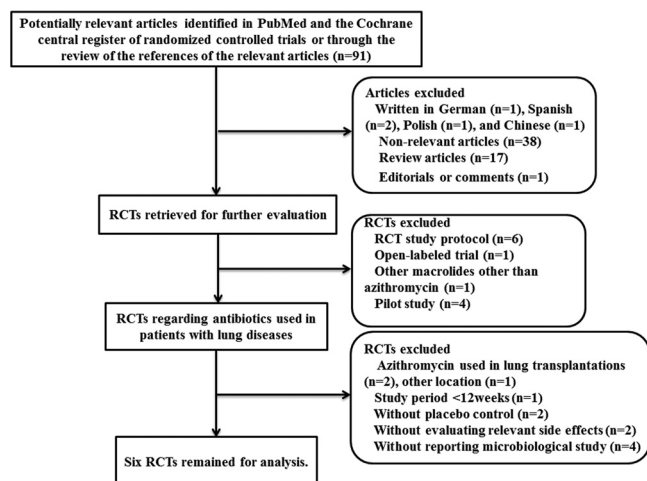 Potentially relevant articles identified in PubMed and the Cochrane
central register of randomized controlled trials or through the
review of the references of the relevant articles (n=91)
Articles excluded
Written in German (n=1), Spanish
(n=2), Polish (n=1), and Chinese (n=1)
Non-relevant articles (n=38)
Review articles (n=17)
Editorials or comments (n=1)
RCTs retrieved for further evaluation
RCTs excluded
RCT study protocol (n=6)
Open-labeled trial (n=1)
Other macrolides other than
azithromycin (n=1)
Pilot study (n=4)
RCTs regarding antibiotics used in
patients with lung diseases
RCTs excluded
Azithromycin used in lung transplantations
(n=2), other location (n=1)
Study period <12weeks (n=1)
Without placebo control (n=2)
Without evaluating relevant side effects (n=2)
Without reporting microbiological study (n=4)
Six RCTs remained for analysis.